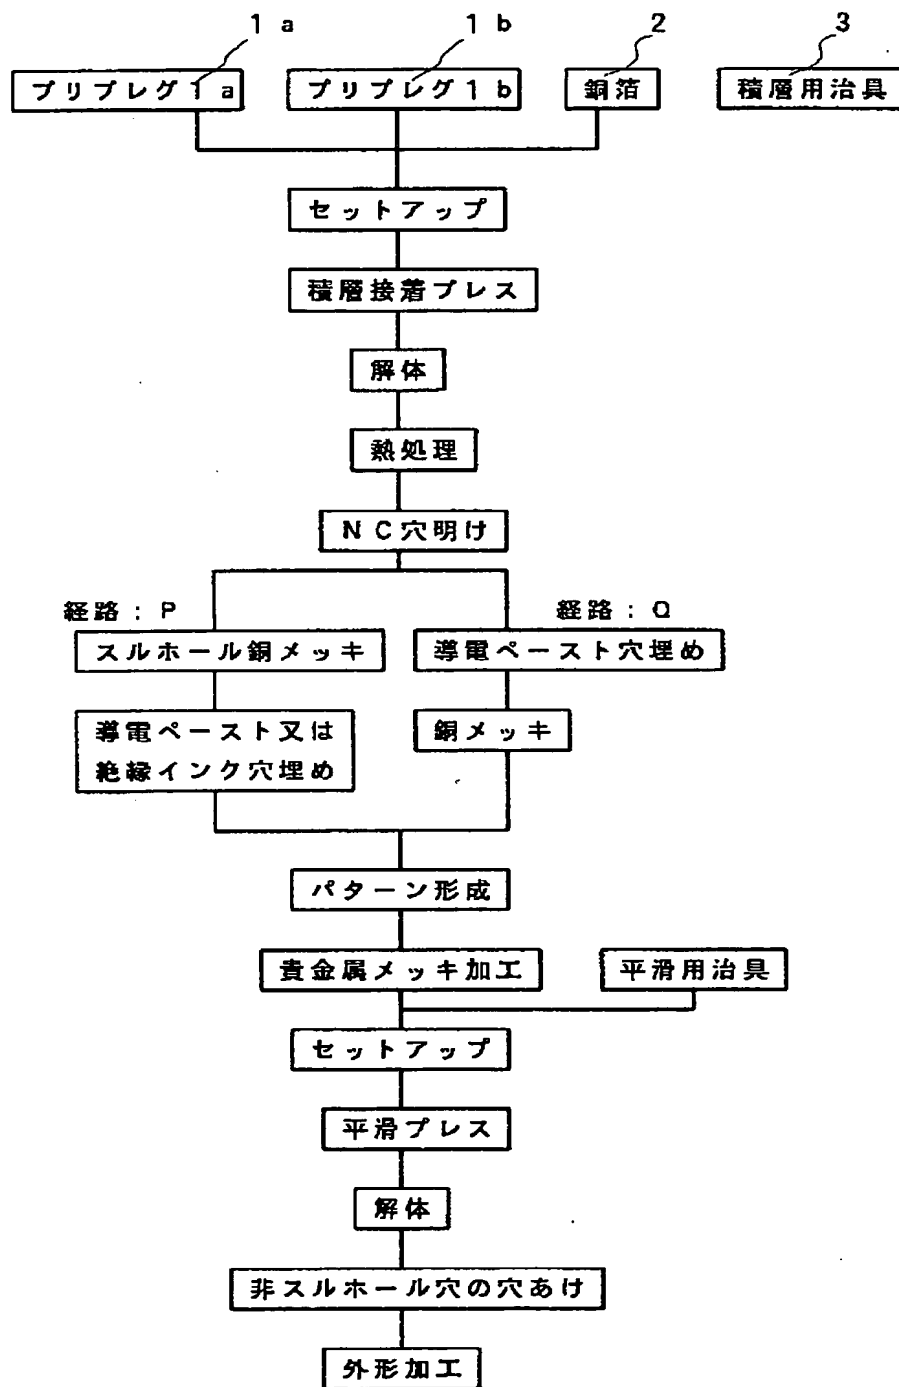 1a
1b
2
3
プリプレグ1a
プリプレグ1b
銅箔
積層用治具
セットアップ
積層接着プレス
解体
熱処理
NC穴明け
経路:P
経路:Q
スルホール銅メッキ
導電ペースト穴埋め
導電ペースト又は
絶縁インク穴埋め
銅メッキ
パターン形成
貴金属メッキ加工
平滑用治具
セットアップ
平滑プレス
解体
非スルホール穴の穴あけ
外形加工